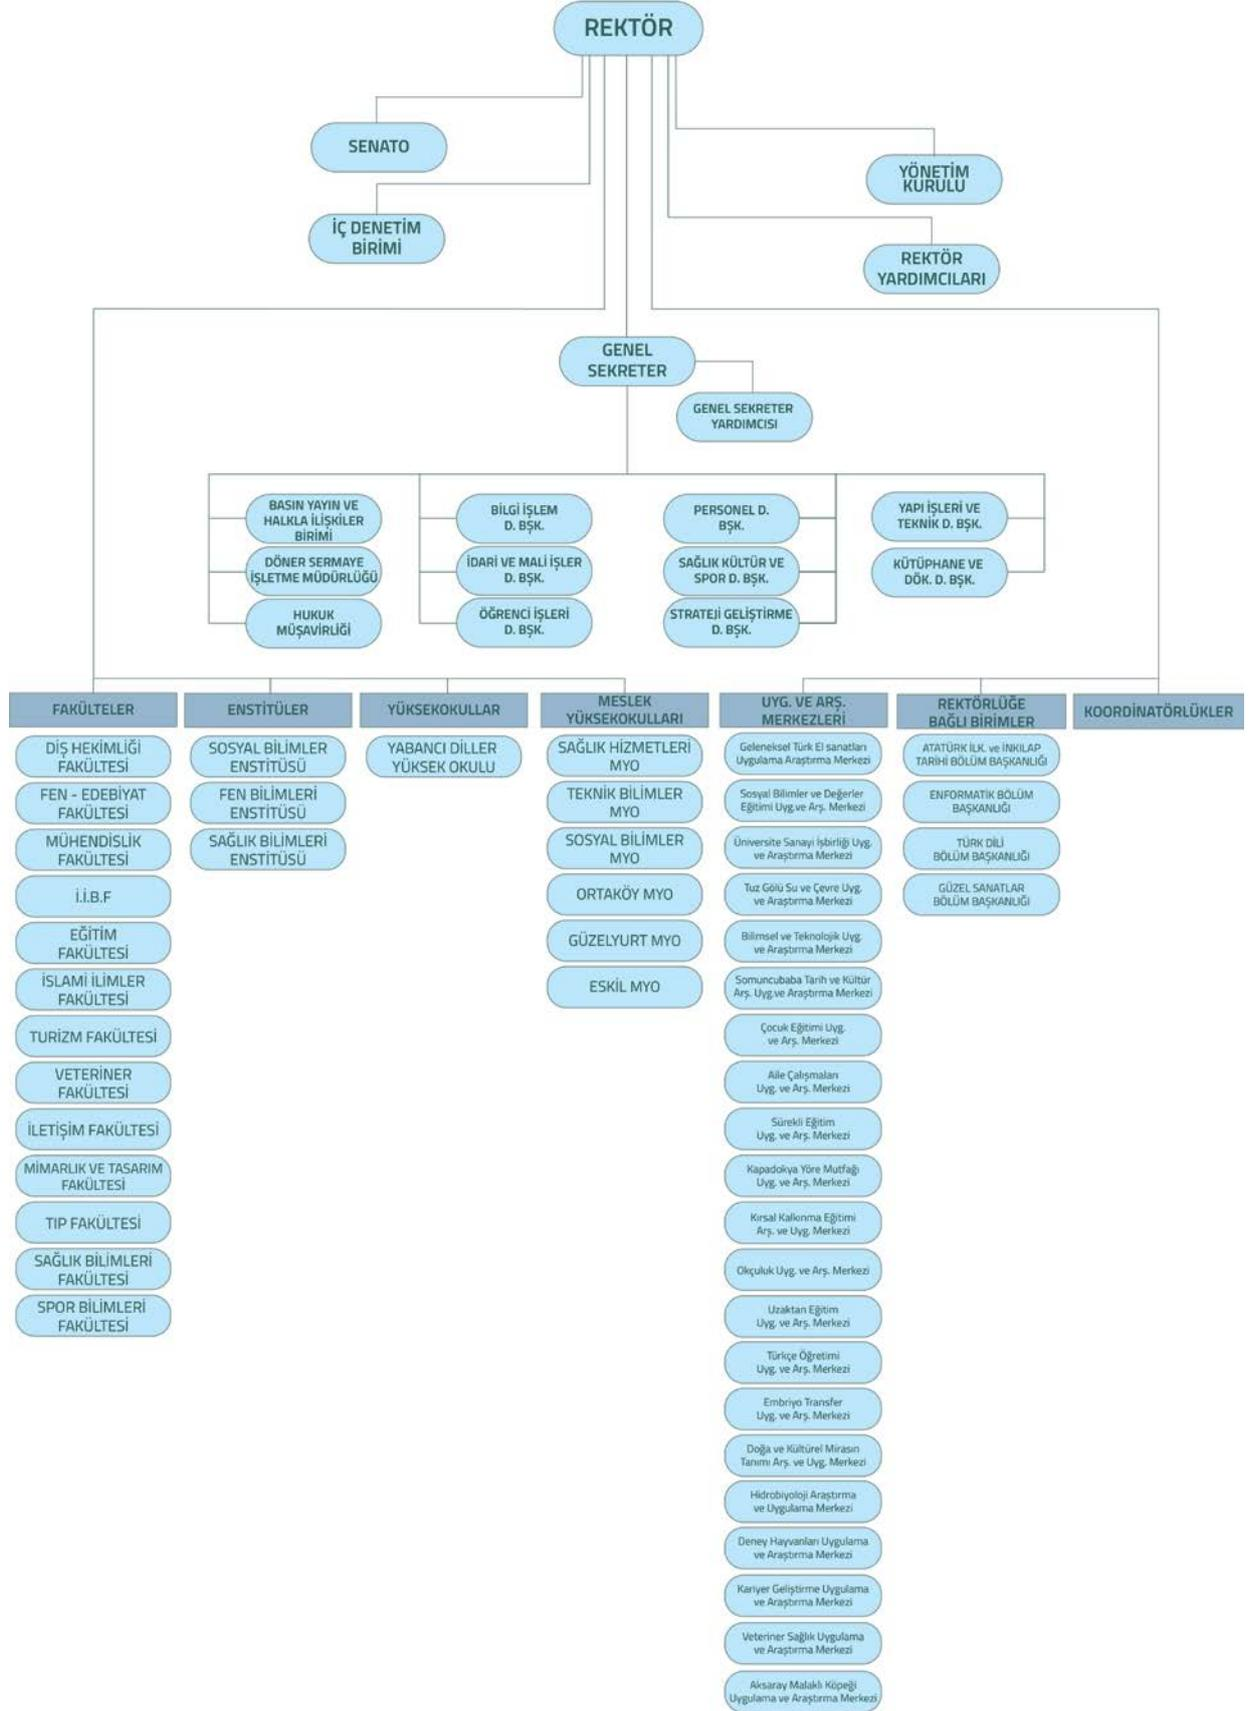 REKTÖR
SENATO
YÖNETİM
KURULU
İÇ DENETİM
BİRİMİ
REKTÖR
YARDIMCILARI
GENEL
SEKRETER
GENEL SEKRETER
YARDIMCISI
BASIN YAYIN VE
HALKLA İLİŞKİLER
BİRİMİ
DÖNER SERMAYE
İŞLETME MÜDÜRLÜĞÜ
HUKUK
MÜŞAVİRLİĞİ
BİLGİ İŞLEM
D. BŞK.
İDARİ VE MALİ İŞLER
D. BŞK.
ÖĞRENCİ İŞLERİ
D. BŞK.
PERSONEL D.
BŞK.
SAĞLIK KÜLTÜR VE
SPOR D. BŞK.
STRATEJİ GELİŞTİRME
D. BŞK.
YAPI İŞLERİ VE
TEKNİK D. BŞK.
KÜTÜPHANE VE
DÖK. D. BŞK.
FAKÜLTELER
DİŞ HEKİMLİĞİ
FAKÜLTESİ
FEN - EDEBİYAT
FAKÜLTESİ
MÜHENDİSLİK
FAKÜLTESİ
İ.İ.B.F
EĞİTİM
FAKÜLTESİ
İSLAMİ İLİMLER
FAKÜLTESİ
TURİZM FAKÜLTESİ
VETERİNER
FAKÜLTESİ
İLETİŞİM FAKÜLTESİ
MİMARLIK VE TASARIM
FAKÜLTESİ
TIP FAKÜLTESİ
SAĞLIK BİLİMLERİ
FAKÜLTESİ
SPOR BİLİMLERİ
FAKÜLTESİ
ENSTİTÜLER
SOSYAL BİLİMLER
ENSTİTÜSÜ
FEN BİLİMLERİ
ENSTİTÜSÜ
SAĞLIK BİLİMLERİ
ENSTİTÜSÜ
YÜKSEKOKULLAR
YABANCI DİLLER
YÜKSEK OKULU
MESLEK
YÜKSEKOKULLARI
SAĞLIK HİZMETLERİ
MYO
TEKNİK BİLİMLER
MYO
SOSYAL BİLİMLER
MYO
ORTAKÖY MYO
GÜZELYURT MYO
ESKİL MYO
UYG. VE ARŞ.
MERKEZLERİ
Geleneksel Türk El sanatları
Uygulama Araştırma Merkezi
Sosyal Bilimler ve Değerler
Eğitimi Uyg.ve Arş. Merkezi
Üniversite Sanayi İşbirliği Uyg.
ve Araştırma Merkezi
Tuz Gölü Su ve Çevre Uyg.
ve Araştırma Merkezi
Bilimsel ve Teknolojik Uyg.
ve Araştırma Merkezi
Somuncubaba Tarih ve Kültür
Arş. Uyg.ve Araştırma Merkezi
Çocuk Eğitimi Uyg.
ve Arş. Merkezi
Aile Çalışmaları
Uyg. ve Arş. Merkezi
Sürekli Eğitim
Uyg. ve Arş. Merkezi
Kapadokya Yöre Mutfağı
Uyg. ve Arş. Merkezi
Kırsal Kalkınma Eğitimi
Arş. ve Uyg. Merkezi
Okçuluk Uyg. ve Arş. Merkezi
Uzaktan Eğitim
Uyg. ve Arş. Merkezi
Türkçe Öğretimi
Uyg. ve Arş. Merkezi
Embriyo Transfer
Uyg. ve Arş. Merkezi
Doğa ve Kültürel Mirasın
Tanımı Arş. ve Uyg. Merkezi
Hidrobiyoloji Araştırma
ve Uygulama Merkezi
Deney Hayvanları Uygulama
ve Araştırma Merkezi
Kariyer Geliştirme Uygulama
ve Araştırma Merkezi
Veteriner Sağlık Uygulama
ve Araştırma Merkezi
Aksaray Malaklı Köpeği
Uygulama ve Araştırma Merkezi
REKTÖRLÜĞE
BAĞLI BİRİMLER
ATATÜRK İLK. ve İNKILAP
TARİHİ BÖLÜM BAŞKANLIĞI
ENFORMATİK BÖLÜM
BAŞKANLIĞI
TÜRK DİLİ
BÖLÜM BAŞKANLIĞI
GÜZEL SANATLAR
BÖLÜM BAŞKANLIĞI
KOORDİNATÖRLÜKLER